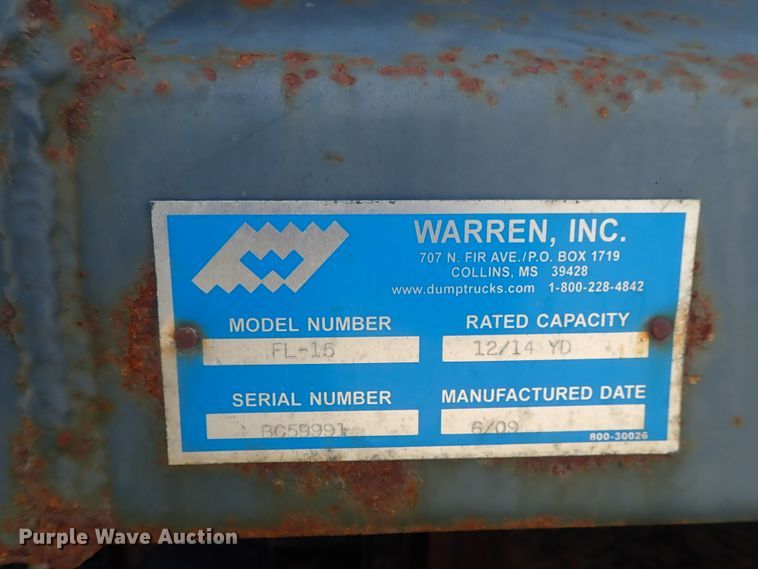 WARREN, INC.
707 N. FIR AVE./P.O. BOX 1719
COLLINS, MS 39428
www.dumptrucks.com 1-800-228-4842
MODEL NUMBER
FL-15
RATED CAPACITY
12/14 YD
SERIAL NUMBER
BC59991
MANUFACTURED DATE
6/09
800-30026
Purple Wave Auction